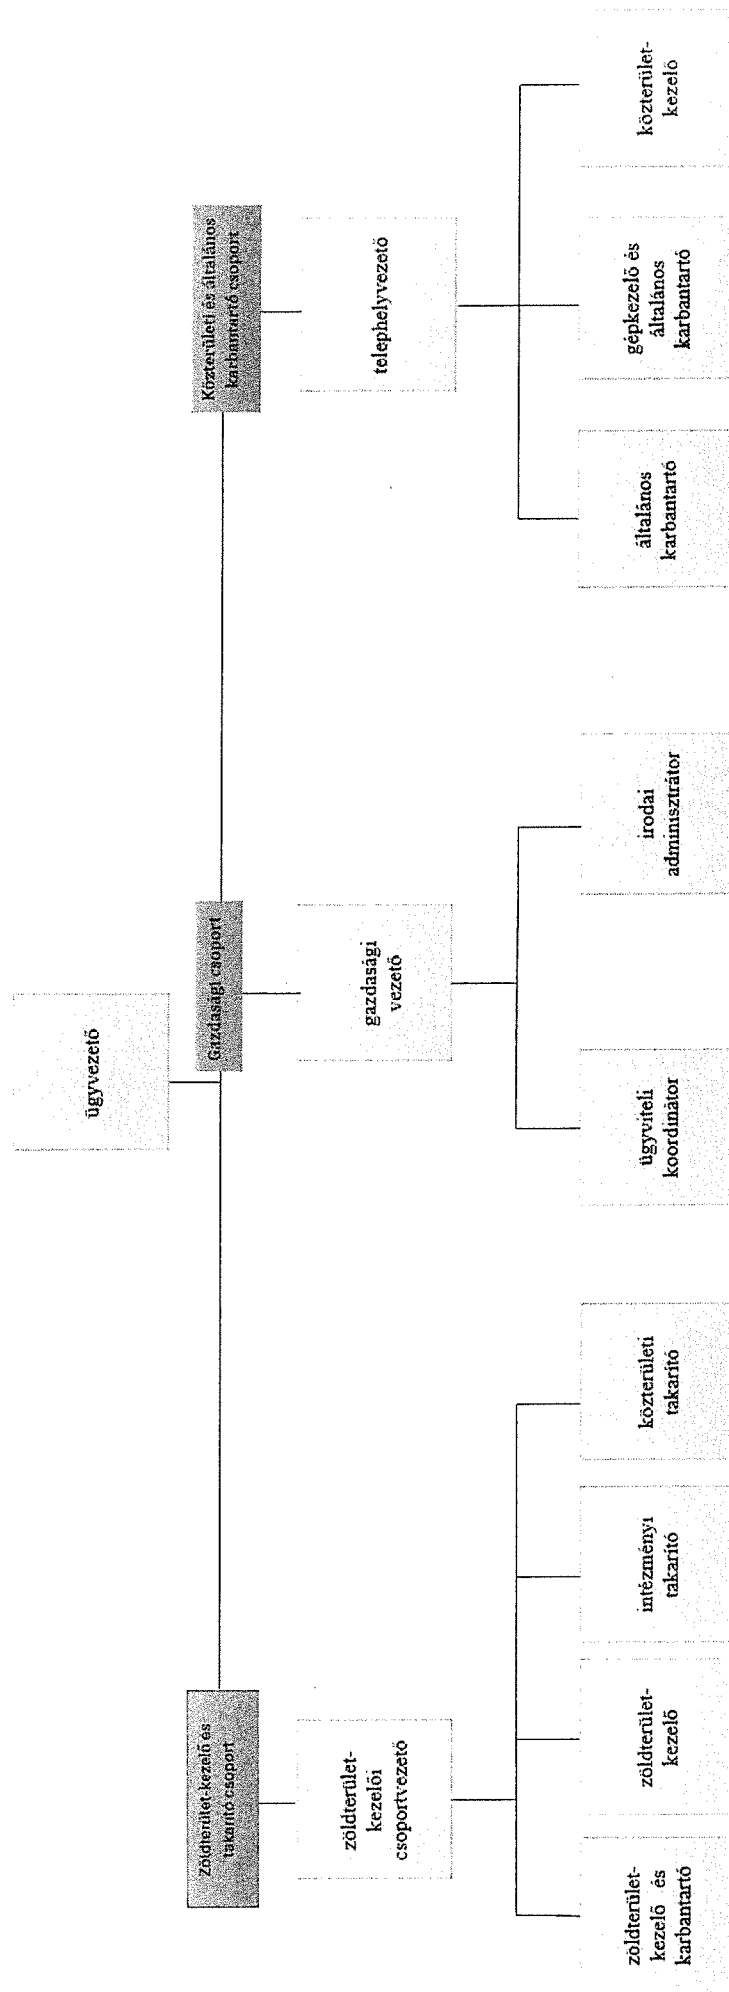 ügyvezető
Zöldterület-kezelő és
takarító csoport
Gazdasági csoport
Közterületi és általános
karbantartó csoport
zöldterület-
kezelői
csoportvezető
gazdasági
vezető
telephelyvezető
zöldterület-
kezelő és
karbantartó
zöldterület-
kezelő
intézményi
takarító
közterületi
takarító
ügyviteli
koordinátor
irodai
adminisztrátor
általános
karbantartó
gépkezelő és
általános
karbantartó
közterület-
kezelő